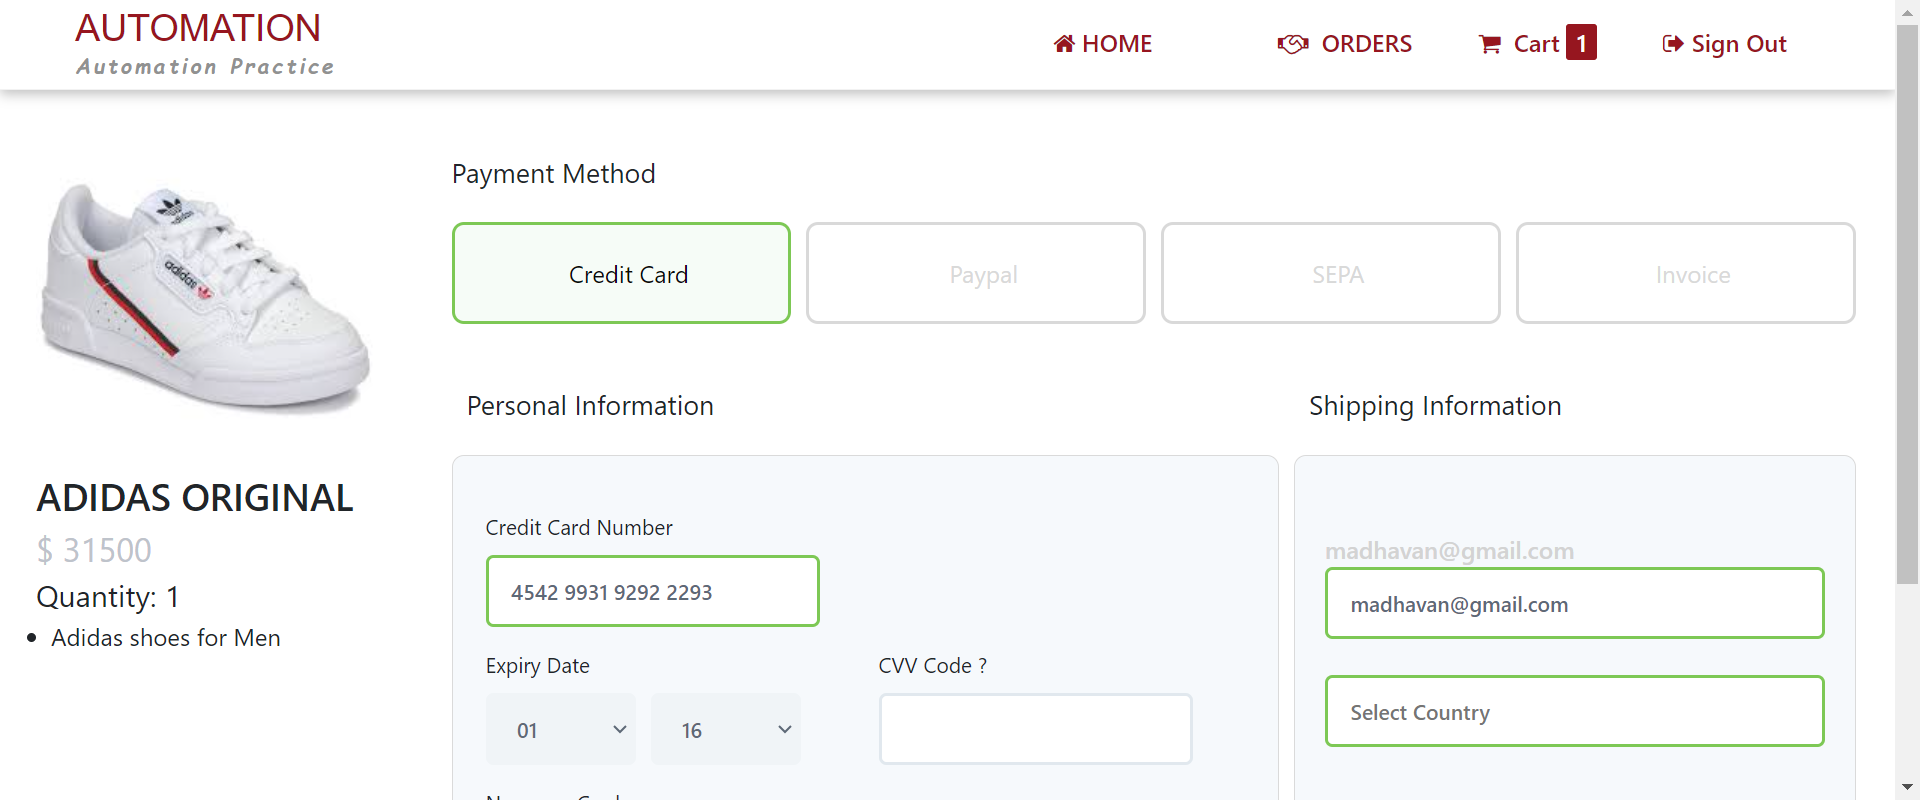 AUTOMATION
Automation Practice
HOME
ORDERS
Cart 1
Sign Out
adidas
ADIDAS ORIGINAL
$ 31500
Quantity: 1
Adidas shoes for Men
Payment Method
Credit Card
Paypal
SEPA
Invoice
Personal Information
Credit Card Number
4542 9931 9292 2293
Expiry Date
CVV Code ?
01
16
Shipping Information
madhavan@gmail.com
madhavan@gmail.com
Select Country